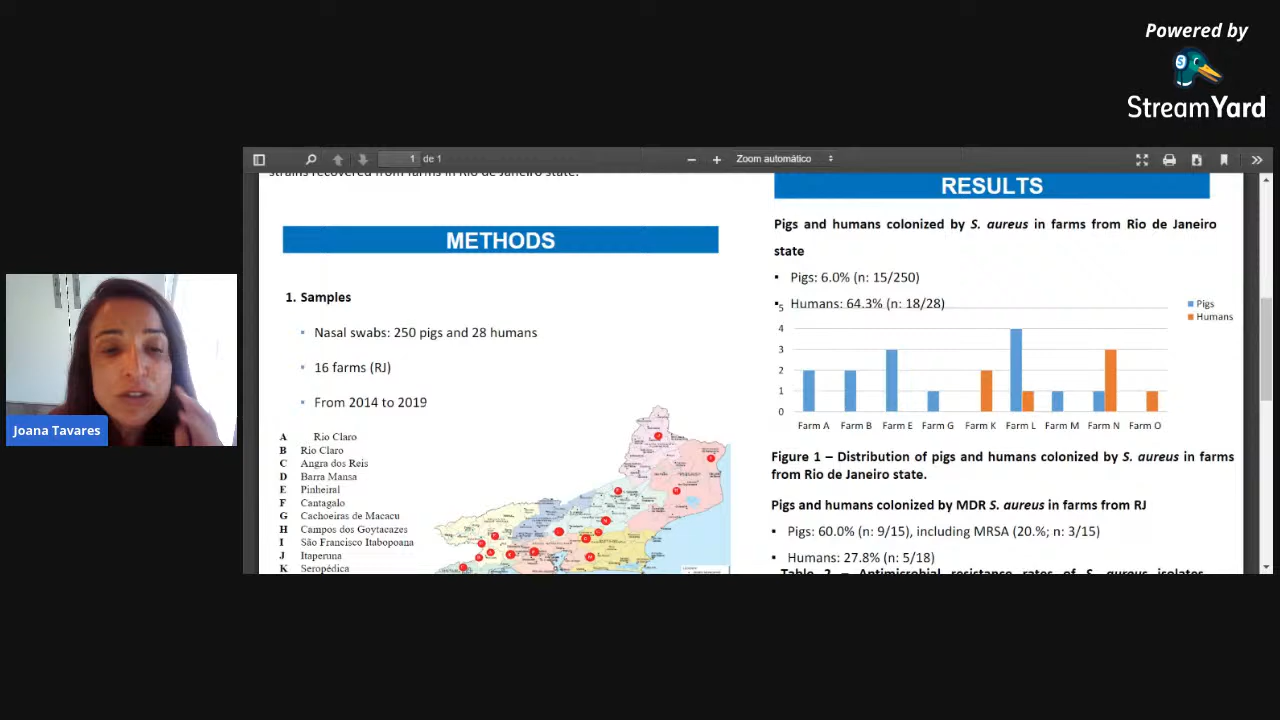 Powered by
StreamYard
1 de 1
Zoom automático
strains recovered from farms in Rio de Janeiro state.
METHODS
1. Samples
Nasal swabs: 250 pigs and 28 humans
16 farms (RJ)
From 2014 to 2019
A Rio Claro
B Rio Claro
C Angra dos Reis
D Barra Mansa
E Pinheiral
F Cantagalo
G Cachoeiras de Macacu
H Campos dos Goytacazes
I São Francisco Itabopoana
J Itaperuna
K Seropédica
RESULTS
Pigs and humans colonized by S. aureus in farms from Rio de Janeiro
state
Pigs: 6.0% (n: 15/250)
Humans: 64.3% (n: 18/28)
Pigs
Humans
5
4
3
2
1
0
Farm A Farm B Farm E Farm G Farm K Farm L Farm M Farm N Farm O
Figure 1 – Distribution of pigs and humans colonized by S. aureus in farms
from Rio de Janeiro state.
Pigs and humans colonized by MDR S. aureus in farms from RJ
Pigs: 60.0% (n: 9/15), including MRSA (20.%; n: 3/15)
Humans: 27.8% (n: 5/18)
Table 2 – Antimicrobial resistance rates of S. aureus isolates
Joana Tavares